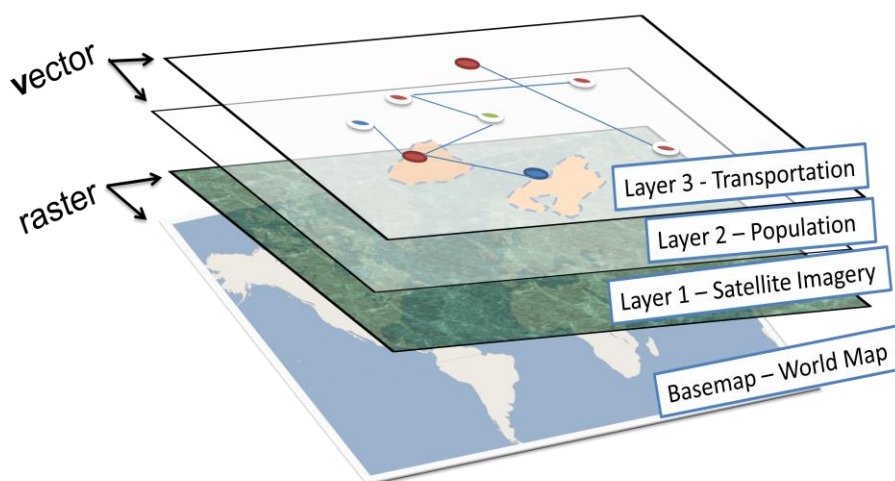 vector
raster
Layer 3 - Transportation
Layer 2 – Population
Layer 1 – Satellite Imagery
Basemap – World Map